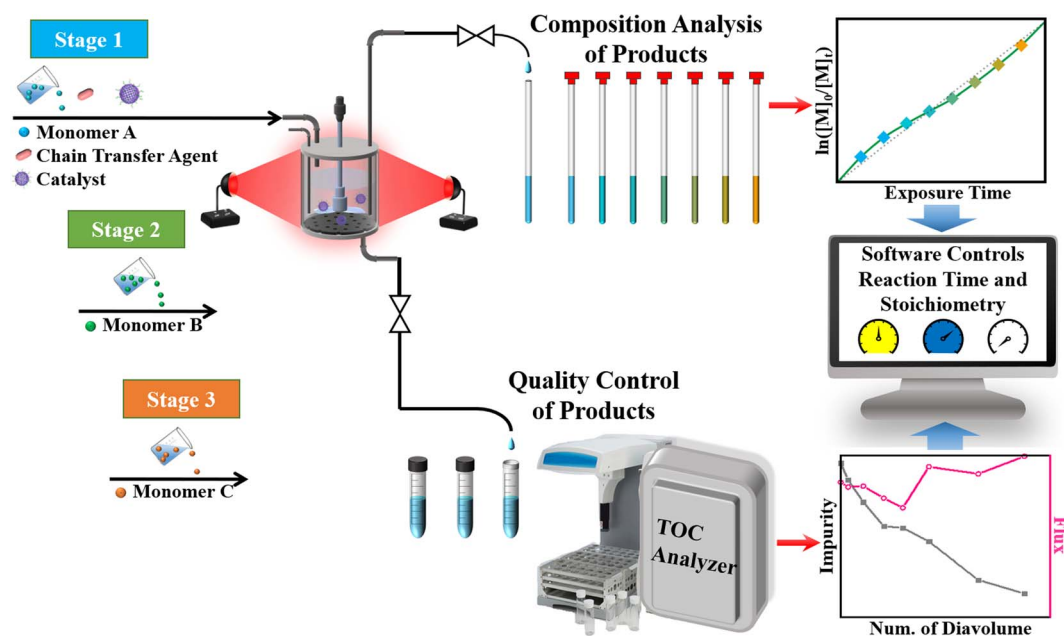 Stage 1
Monomer A
Chain Transfer Agent
Catalyst
Stage 2
Monomer B
Stage 3
Monomer C
Composition Analysis
of Products
ln([M]₀/[M]ₜ)
Exposure Time
Software Controls
Reaction Time and
Stoichiometry
Quality Control
of Products
TOC
Analyzer
Impurity
Flux
Num. of Diavolume